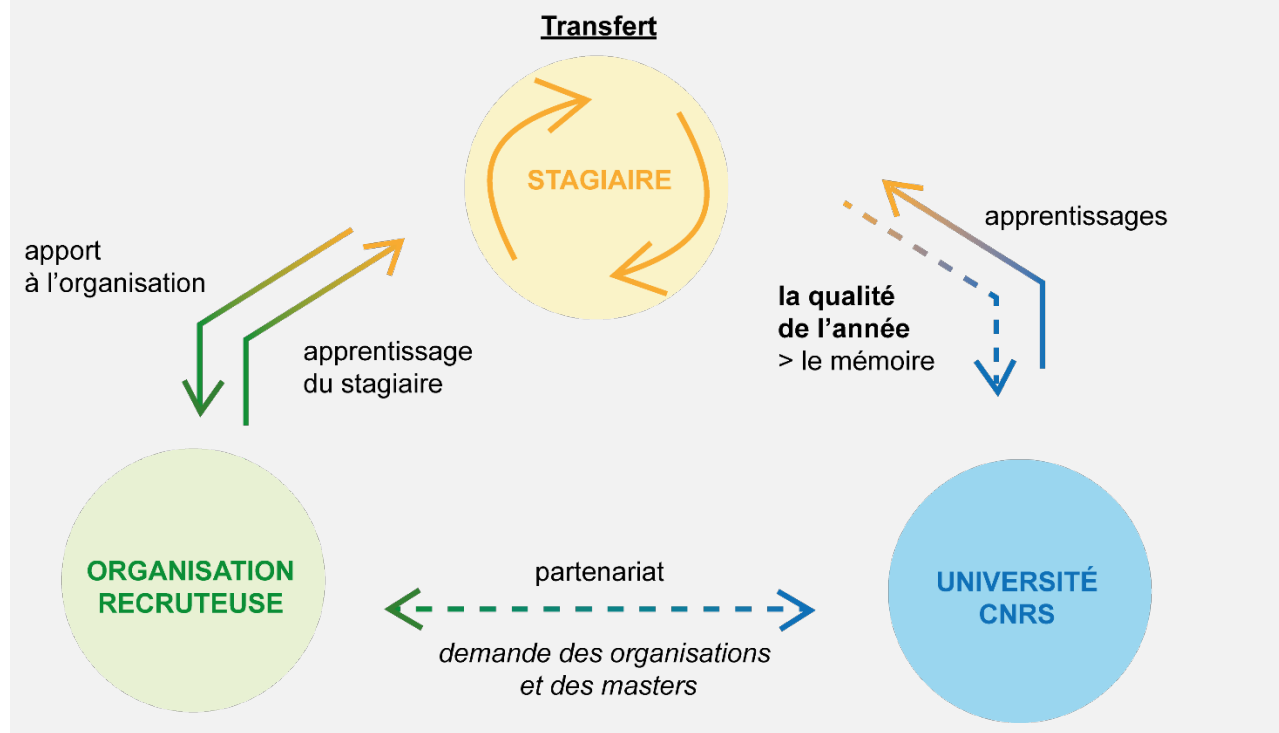 Transfert
STAGIAIRE
apport
à l’organisation
apprentissage
du stagiaire
apprentissages
la qualité
de l’année
> le mémoire
ORGANISATION
RECRUTEUSE
partenariat
demande des organisations
et des masters
UNIVERSITÉ
CNRS